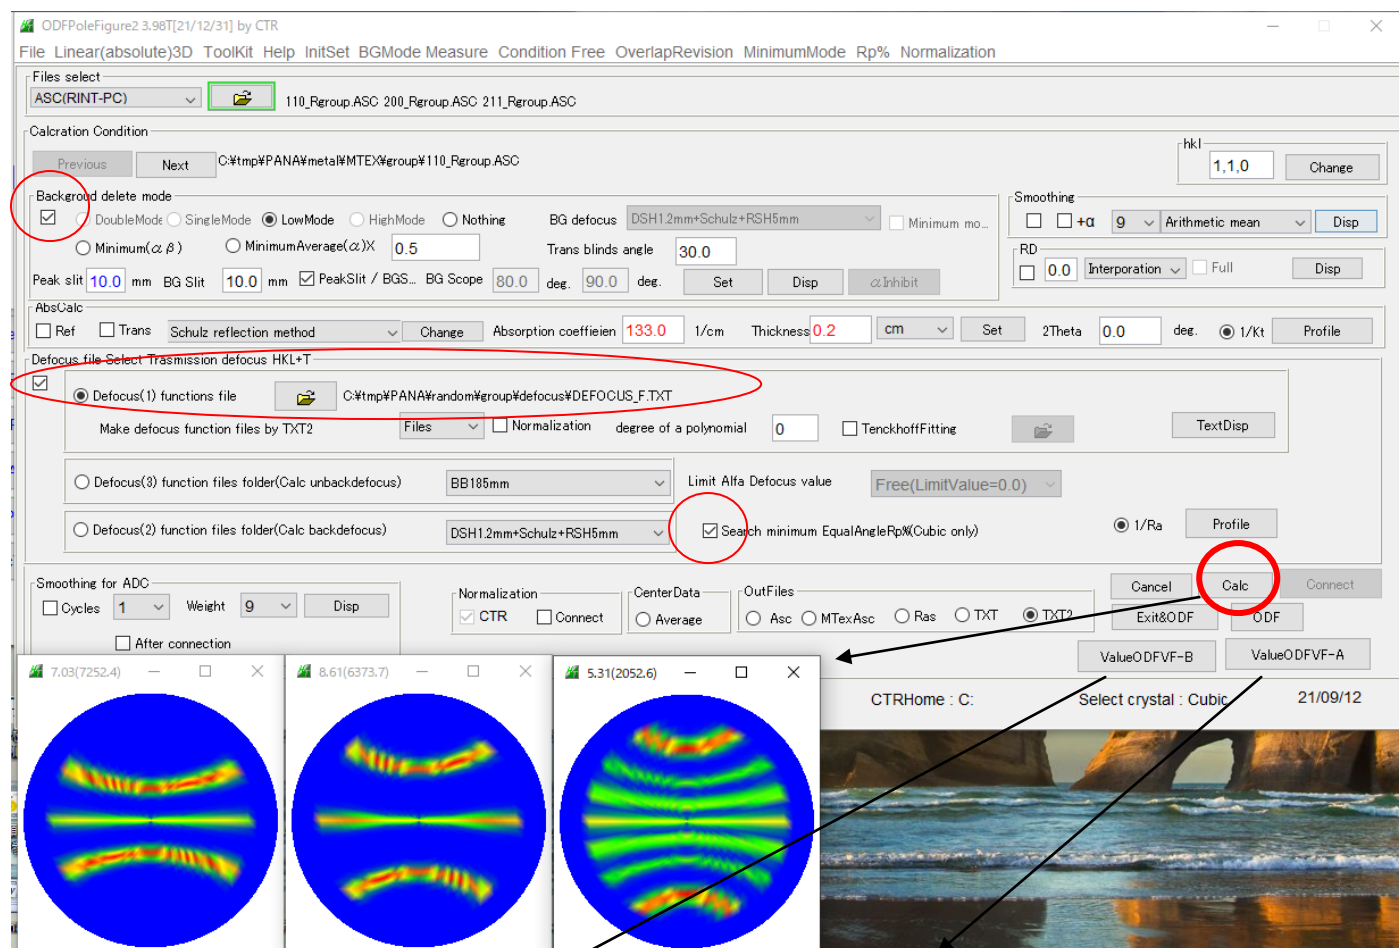 ODFPoleFigure2 3.98T[21/12/31] by CTR
File Linear(absolute)3D ToolKit Help InitSet BGMode Measure Condition Free OverlapRevision MinimumMode Rp% Normalization
Files select
ASC(RINT-PC) 110_Rgroup.ASC 200_Rgroup.ASC 211_Rgroup.ASC
Calcration Condition
Previous Next C:¥tmp¥PANA¥metal¥MTEX¥group¥110_Rgroup.ASC
hkl
1,1,0 Change
Backgroud delete mode
DoubleMode SingleMode LowMode HighMode Nothing BG defocus DSH1.2mm+Schulz+RSH5mm Minimum mo...
Minimum(αβ) MinimumAverage(α)X 0.5 Trans blinds angle 30.0
Peak slit 10.0 mm BG Slit 10.0 mm PeakSlit / BGS... BG Scope 80.0 deg. 90.0 deg. Set Disp αInhibit
Smoothing
+α 9 Arithmetic mean Disp
RD
0.0 Interporation Full Disp
AbsCalc
Ref Trans Schulz reflection method Change Absorption coeffieien 133.0 1/cm Thickness 0.2 cm Set 2Theta 0.0 deg. 1/Kt Profile
Defocus file Select Trasmission defocus HKL+T
Defocus(1) functions file C:¥tmp¥PANA¥random¥group¥defocus¥DEFOCUS_F.TXT
Make defocus function files by TXT2 Files Normalization degree of a polynomial 0 TenckhoffFitting TextDisp
Defocus(3) function files folder(Calc unbackdefocus) BB185mm Limit Alfa Defocus value Free(LimitValue=0.0)
Defocus(2) function files folder(Calc backdefocus) DSH1.2mm+Schulz+RSH5mm Search minimum EqualAngleRp%(Cubic only) 1/Ra Profile
Smoothing for ADC
Cycles 1 Weight 9 Disp
After connection
Normalization
CTR Connect
CenterData
Average
OutFiles
Asc MTexAsc Ras TXT TXT2
Cancel Calc Connect
Exit&ODF ODF
ValueODFVF-B ValueODFVF-A
7.03(7252.4) 8.61(6373.7) 5.31(2052.6)
CTRHome : C: Select crystal : Cubic 21/09/12